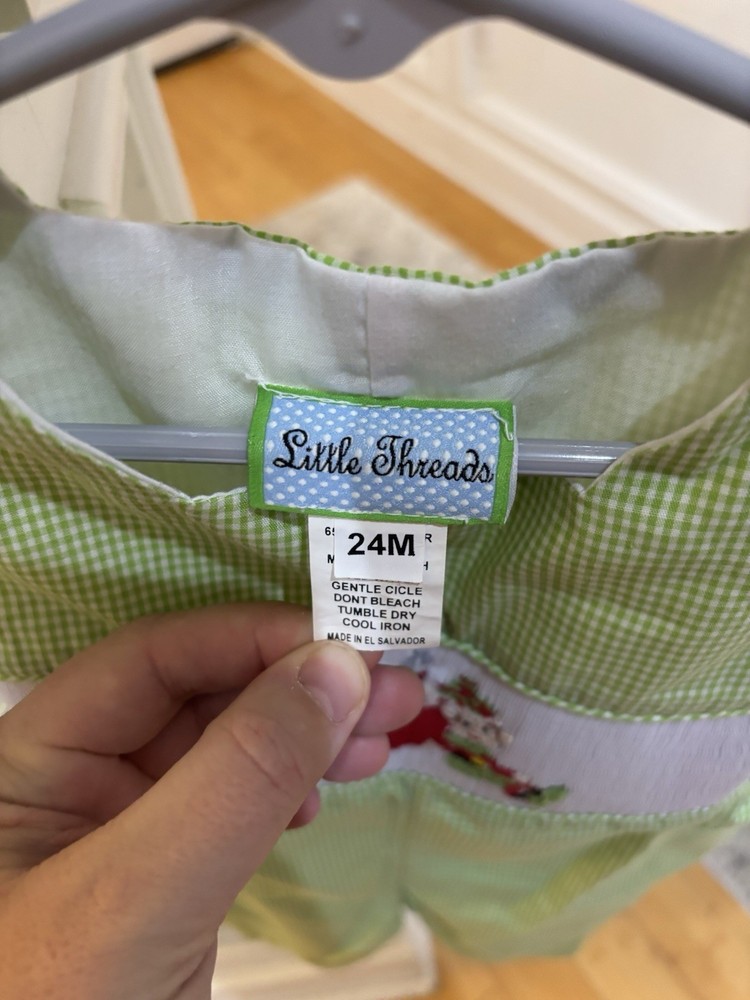 Little Threads
24M
GENTLE CICLE
DONT BLEACH
TUMBLE DRY
COOL IRON
MADE IN EL SALVADOR